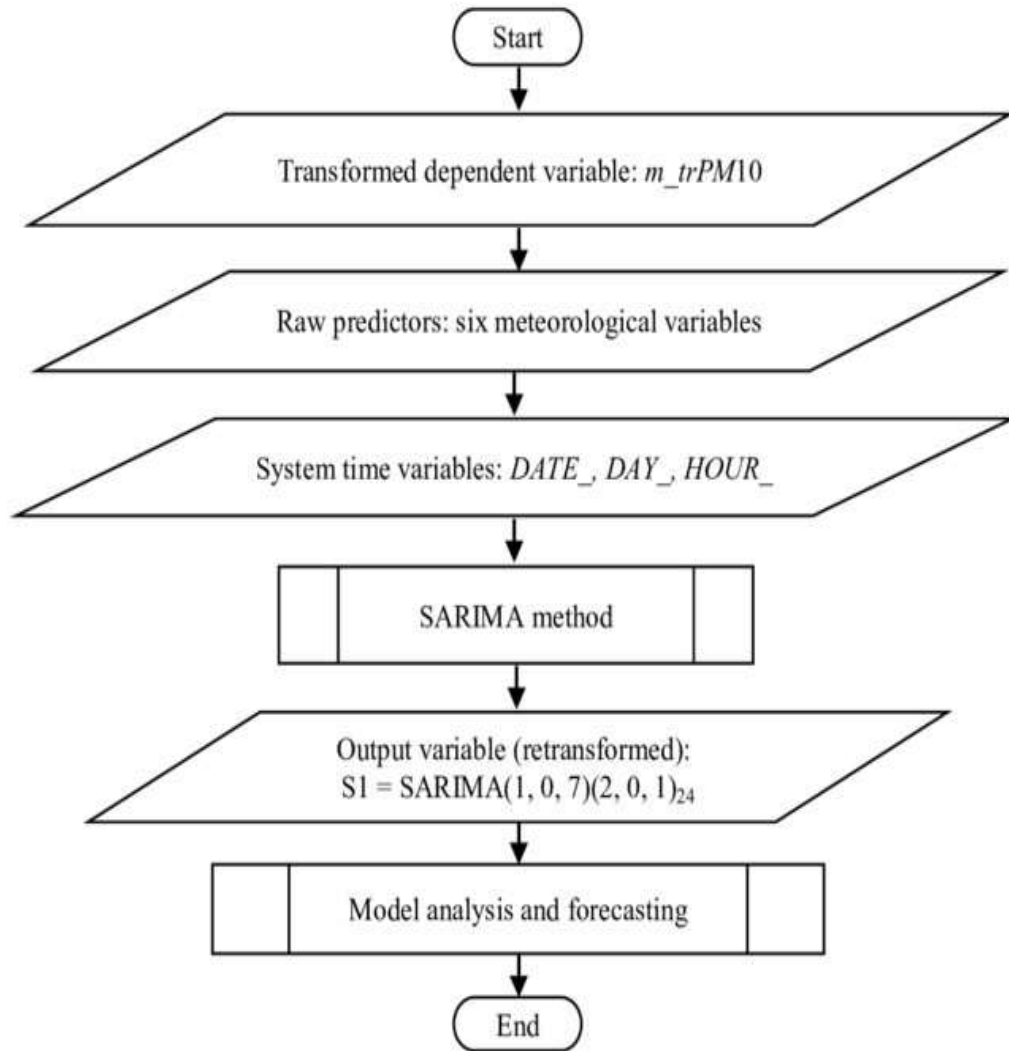 Start
Transformed dependent variable: m_trPM10
Raw predictors: six meteorological variables
System time variables: DATE_, DAY_, HOUR_
SARIMA method
Output variable (retransformed):
S1 = SARIMA(1, 0, 7)(2, 0, 1)₂₄
Model analysis and forecasting
End